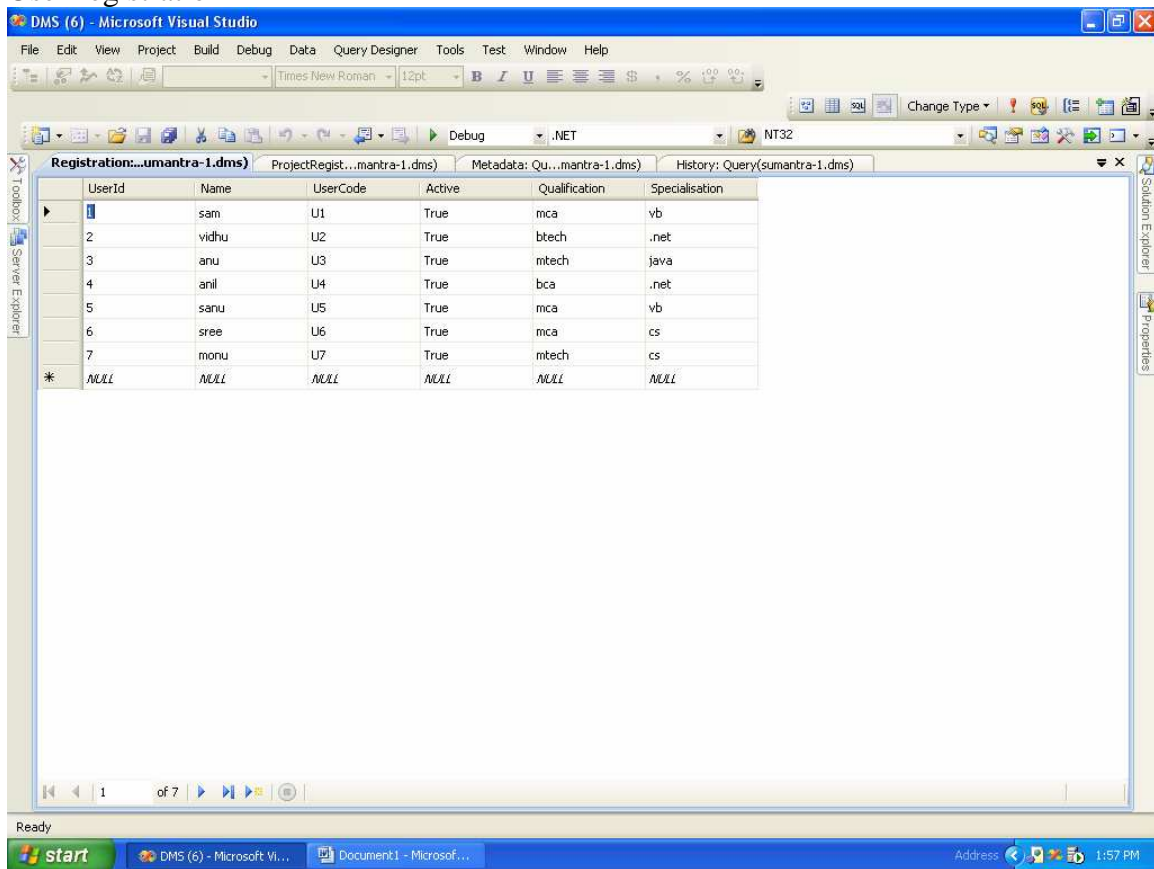 User Registration
DMS (6) - Microsoft Visual Studio
File Edit View Project Build Debug Data Query Designer Tools Test Window Help
Times New Roman 12pt B I U $ , %
SQL Change Type SQL
Debug .NET NT32
Registration:...umantra-1.dms) ProjectRegist...mantra-1.dms) Metadata: Qu...mantra-1.dms) History: Query(sumantra-1.dms)
Toolbox
Server Explorer
Solution Explorer
Properties
UserId Name UserCode Active Qualification Specialisation
1 sam U1 True mca vb
2 vidhu U2 True btech .net
3 anu U3 True mtech java
4 anil U4 True bca .net
5 sanu U5 True mca vb
6 sree U6 True mca cs
7 monu U7 True mtech cs
NULL NULL NULL NULL NULL NULL
1 of 7
Ready
start DMS (6) - Microsoft Vi... Document1 - Microsof... Address 1:57 PM